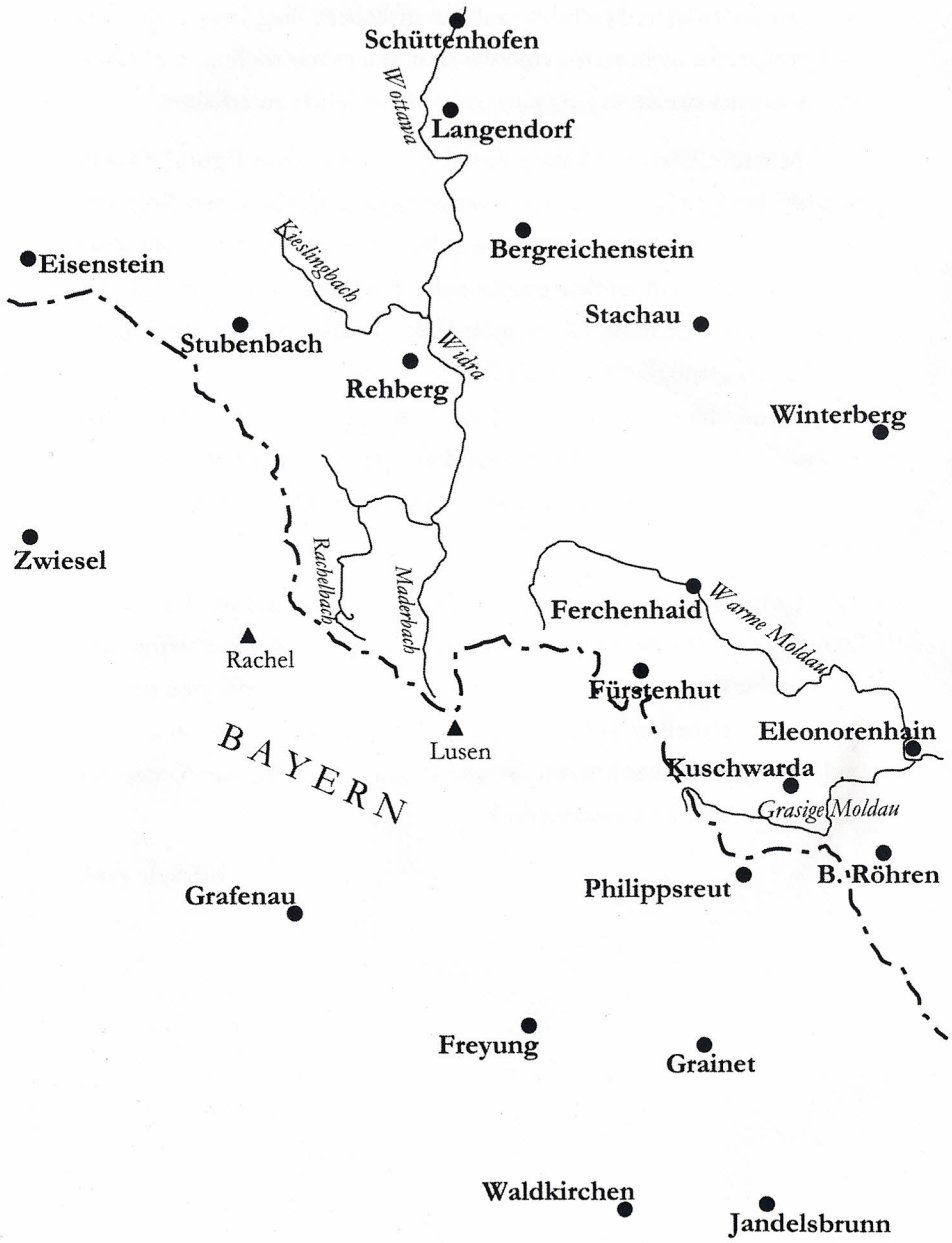 Schüttenhofen
Wottawa
Langendorf
Kieslingbach
Bergreichenstein
Eisenstein
Stachau
Stubenbach
Widra
Rehberg
Winterberg
Zwiesel
Rachelbach
Maderbach
Ferchenhaid
Warme Moldau
Rachel
Fürstenhut
BAYERN
Lusen
Eleonorenhain
Kuschwarda
Grasige Moldau
Philippsreut
B. Röhren
Grafenau
Freyung
Grainet
Waldkirchen
Jandelsbrunn